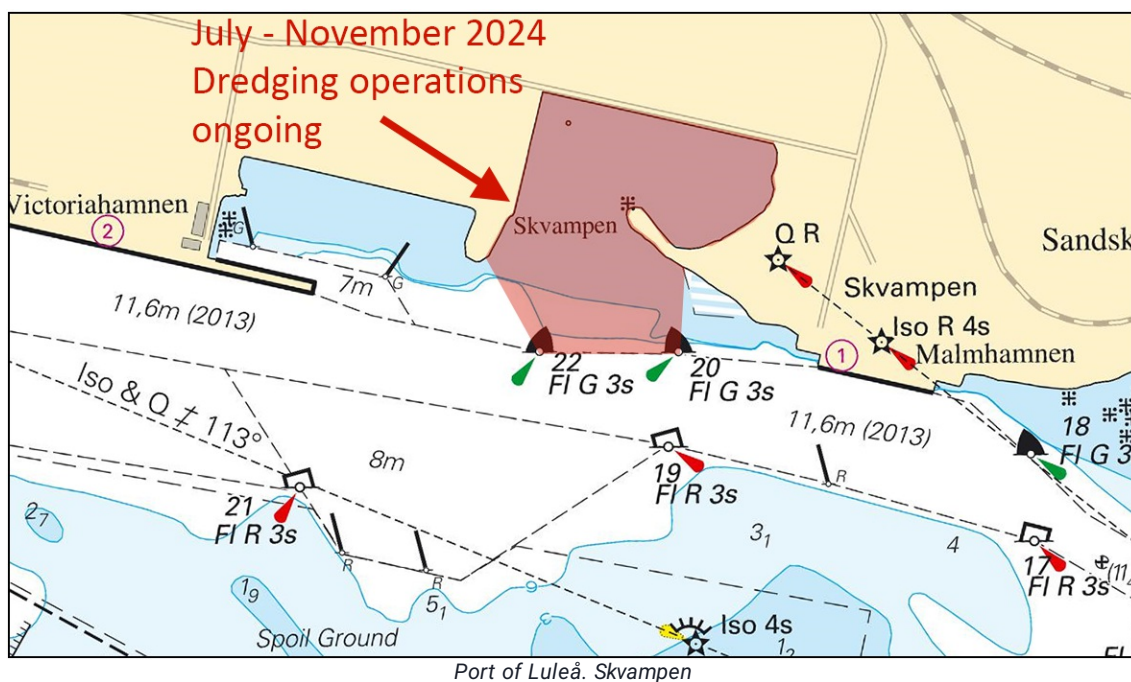 July - November 2024
Dredging operations
ongoing
Victoriahamnen
2
G
Skvampen
Q R
Sandsk
G
7m
11,6m (2013)
Skvampen
Iso R 4s
Malmhamnen
1
22
Fl G 3s
20
Fl G 3s
Iso & Q ≠ 113°
11,6m (2013)
18
Fl G 3
8m
19
Fl R 3s
R
21
Fl R 3s
27
31
4
17
Fl R 3s
(11,
R
R
19
51
6
3
Spoil Ground
Iso 4s
12
Port of Luleå. Skvampen